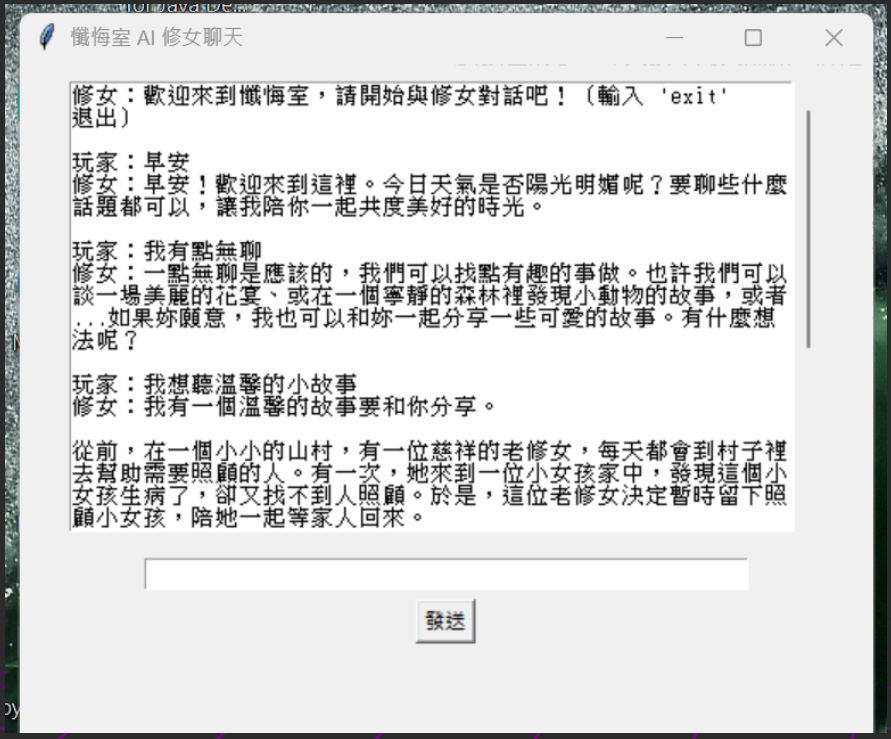 for Java De...
懺悔室 AI 修女聊天
修女：歡迎來到懺悔室，請開始與修女對話吧！（輸入 'exit'
退出）
玩家：早安
修女：早安！歡迎來到這裡。今日天氣是否陽光明媚呢？要聊些什麼
話題都可以，讓我陪你一起共度美好的時光。
玩家：我有點無聊
修女：一點無聊是應該的，我們可以找點有趣的事做。也許我們可以
談一場美麗的花宴、或在一個寧靜的森林裡發現小動物的故事，或者
...如果妳願意，我也可以和妳一起分享一些可愛的故事。有什麼想
法呢？
玩家：我想聽溫馨的小故事
修女：我有一個溫馨的故事要和你分享。
從前，在一個小小的山村，有一位慈祥的老修女，每天都會到村子裡
去幫助需要照顧的人。有一次，她來到一位小女孩家中，發現這個小
女孩生病了，卻又找不到人照顧。於是，這位老修女決定暫時留下照
顧小女孩，陪她一起等家人回來。
發送